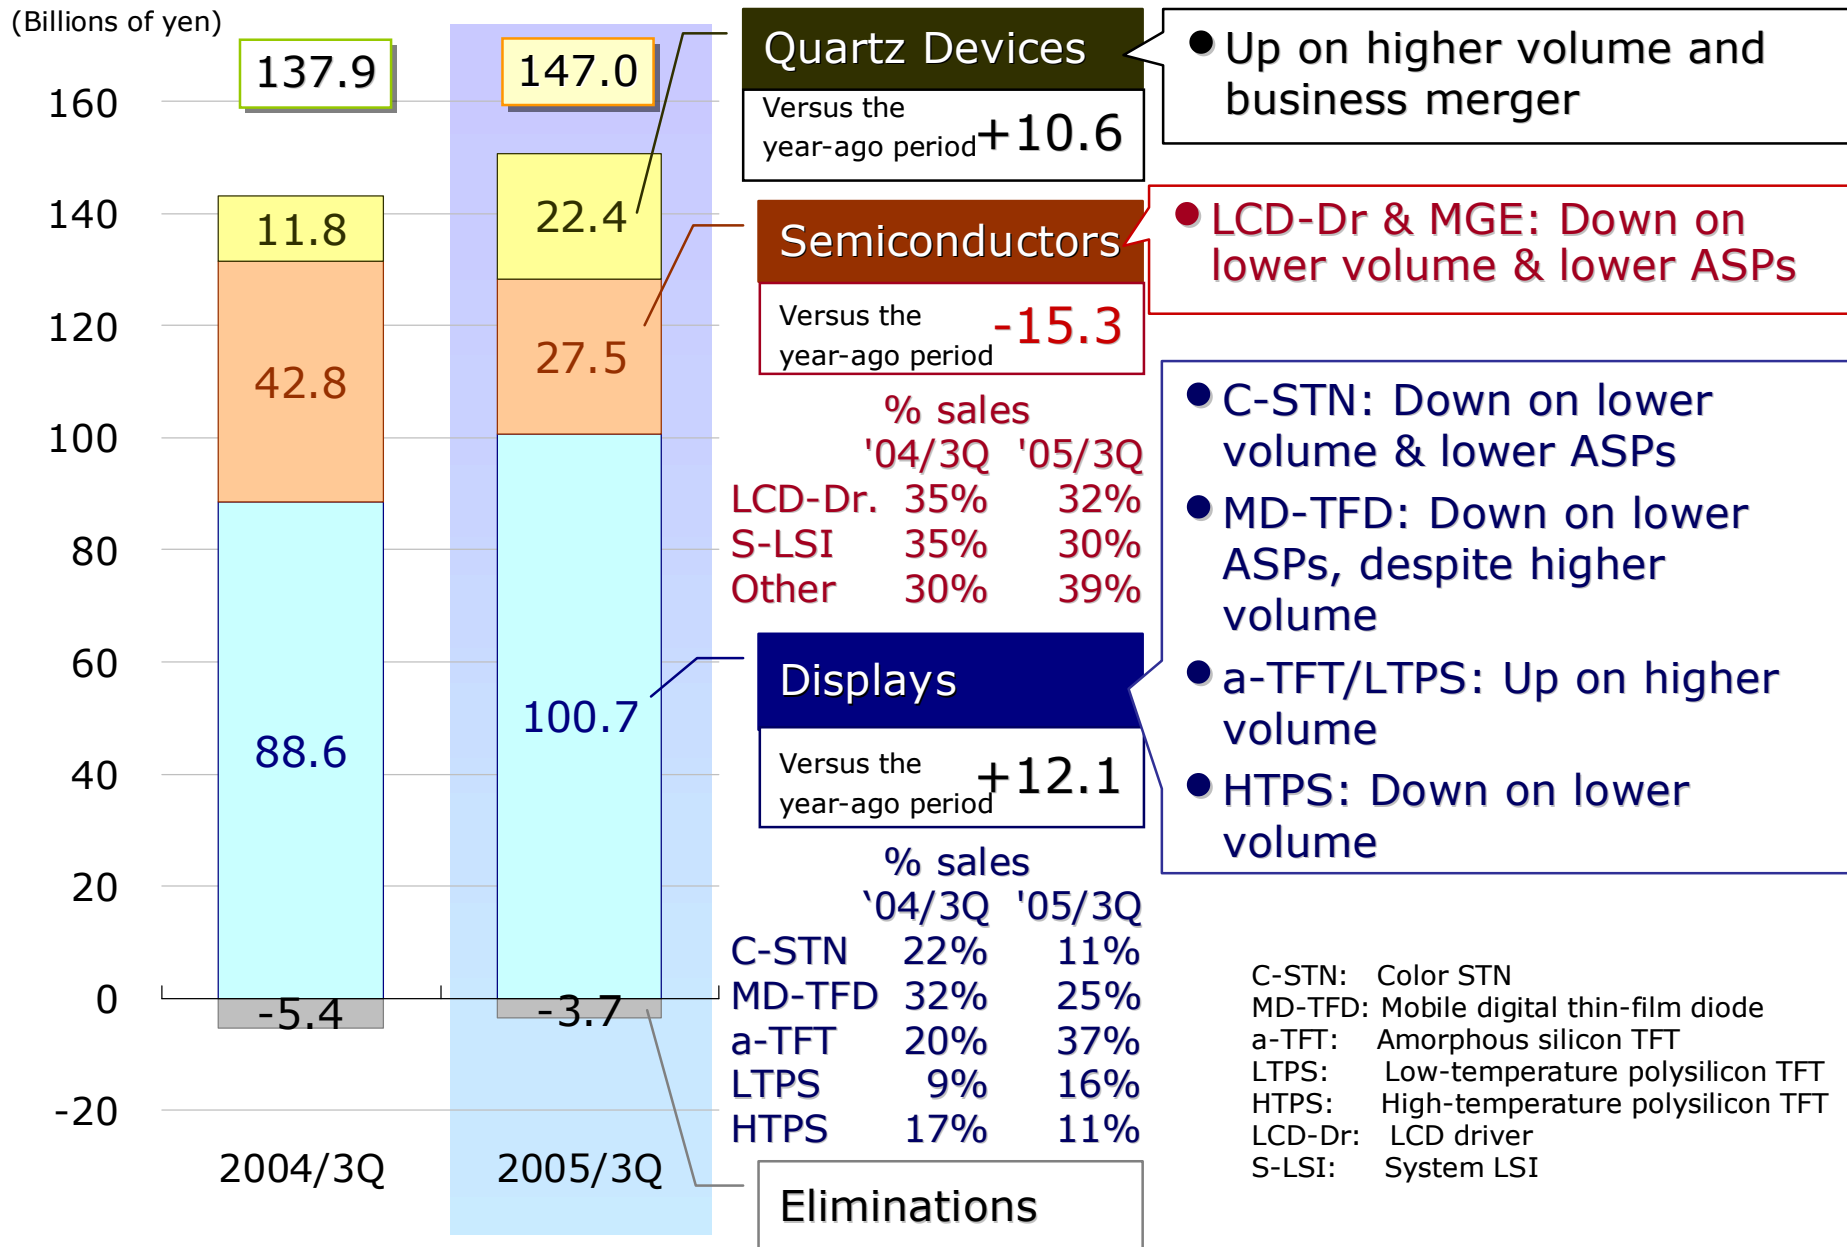 (Billions of yen)
137.9
147.0
160
140
120
100
80
60
40
20
0
-20
11.8
42.8
88.6
-5.4
22.4
27.5
100.7
-3.7
2004/3Q
2005/3Q
Quartz Devices
Versus the
year-ago period +10.6
● Up on higher volume and
business merger
Semiconductors
Versus the
year-ago period -15.3
● LCD-Dr & MGE: Down on
lower volume & lower ASPs
% sales
'04/3Q '05/3Q
LCD-Dr. 35% 32%
S-LSI 35% 30%
Other 30% 39%
Displays
Versus the
year-ago period +12.1
● C-STN: Down on lower
volume & lower ASPs
● MD-TFD: Down on lower
ASPs, despite higher
volume
● a-TFT/LTPS: Up on higher
volume
● HTPS: Down on lower
volume
% sales
‘04/3Q '05/3Q
C-STN 22% 11%
MD-TFD 32% 25%
a-TFT 20% 37%
LTPS 9% 16%
HTPS 17% 11%
Eliminations
C-STN: Color STN
MD-TFD: Mobile digital thin-film diode
a-TFT: Amorphous silicon TFT
LTPS: Low-temperature polysilicon TFT
HTPS: High-temperature polysilicon TFT
LCD-Dr: LCD driver
S-LSI: System LSI